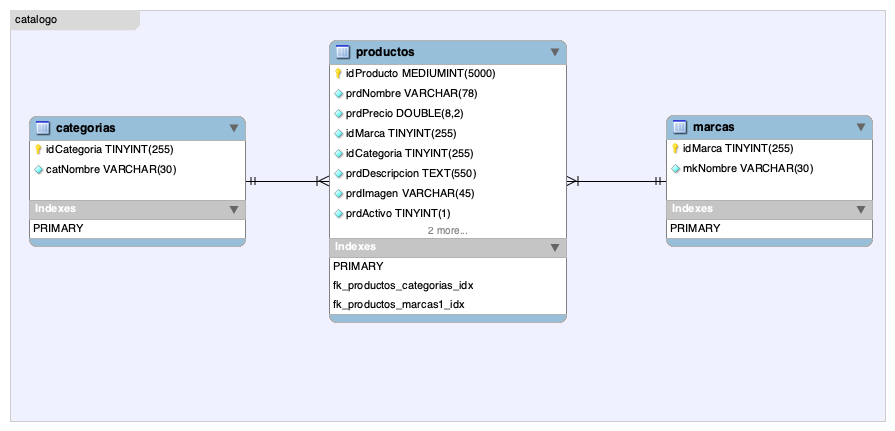 catalogo
categorias
idCategoria TINYINT(255)
catNombre VARCHAR(30)
Indexes
PRIMARY
productos
idProducto MEDIUMINT(5000)
prdNombre VARCHAR(78)
prdPrecio DOUBLE(8,2)
idMarca TINYINT(255)
idCategoria TINYINT(255)
prdDescripcion TEXT(550)
prdImagen VARCHAR(45)
prdActivo TINYINT(1)
2 more...
Indexes
PRIMARY
fk_productos_categorias_idx
fk_productos_marcas1_idx
marcas
idMarca TINYINT(255)
mkNombre VARCHAR(30)
Indexes
PRIMARY